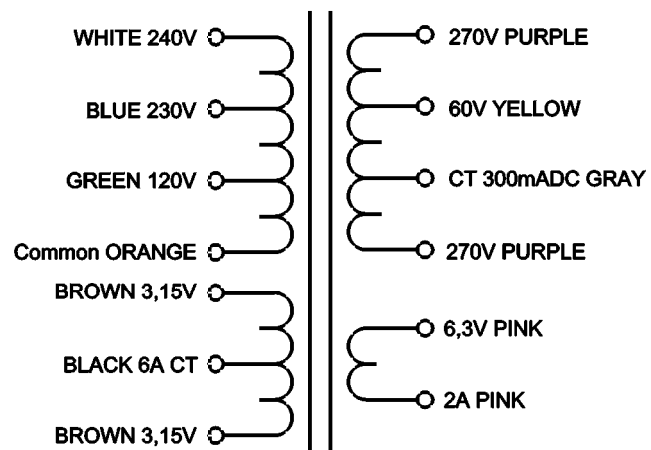 WHITE 240V
BLUE 230V
GREEN 120V
Common ORANGE
BROWN 3,15V
BLACK 6A CT
BROWN 3,15V
270V PURPLE
60V YELLOW
CT 300mADC GRAY
270V PURPLE
6,3V PINK
2A PINK